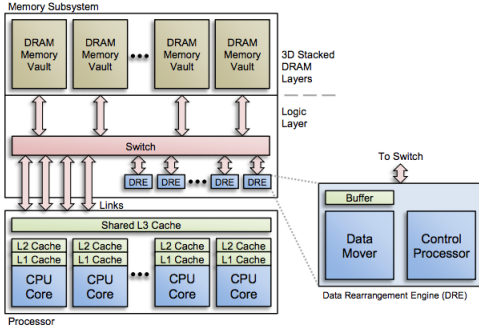 Memory Subsystem
DRAM
Memory
Vault
DRAM
Memory
Vault
DRAM
Memory
Vault
DRAM
Memory
Vault
3D Stacked
DRAM
Layers
Logic
Layer
Switch
DRE
DRE
DRE
DRE
To Switch
Links
Shared L3 Cache
L2 Cache
L1 Cache
CPU
Core
L2 Cache
L1 Cache
CPU
Core
L2 Cache
L1 Cache
CPU
Core
L2 Cache
L1 Cache
CPU
Core
Processor
Buffer
Data
Mover
Control
Processor
Data Rearrangement Engine (DRE)